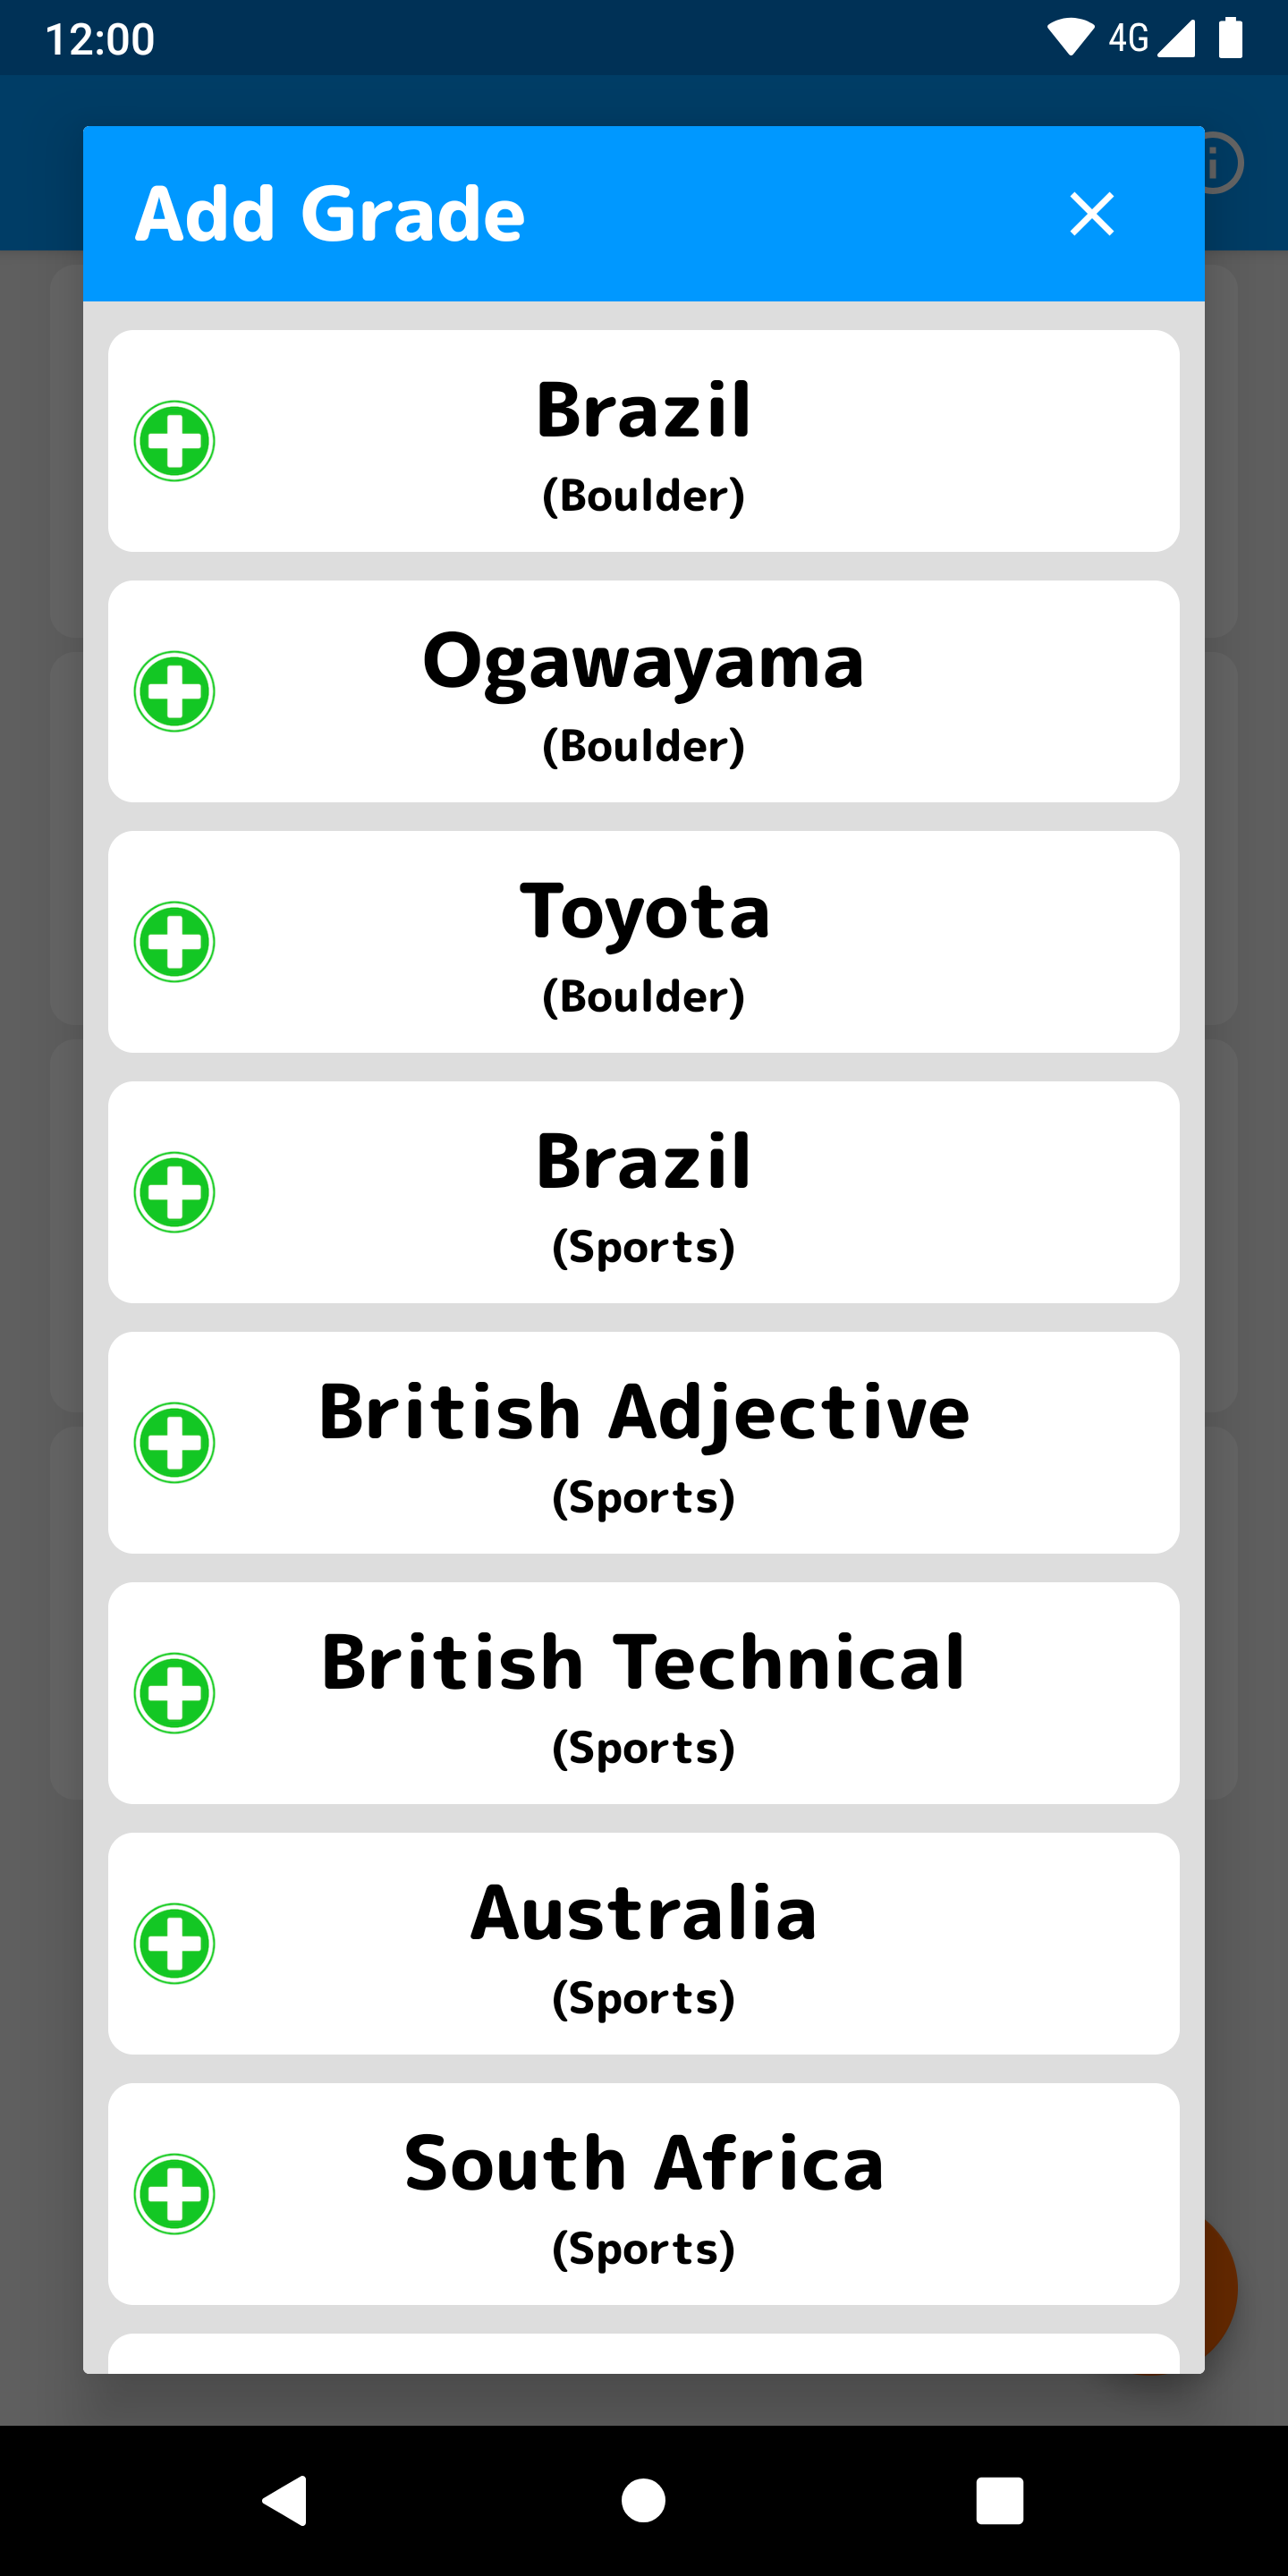 12:00
4G
Add Grade
Brazil
(Boulder)
Ogawayama
(Boulder)
Toyota
(Boulder)
Brazil
(Sports)
British Adjective
(Sports)
British Technical
(Sports)
Australia
(Sports)
South Africa
(Sports)